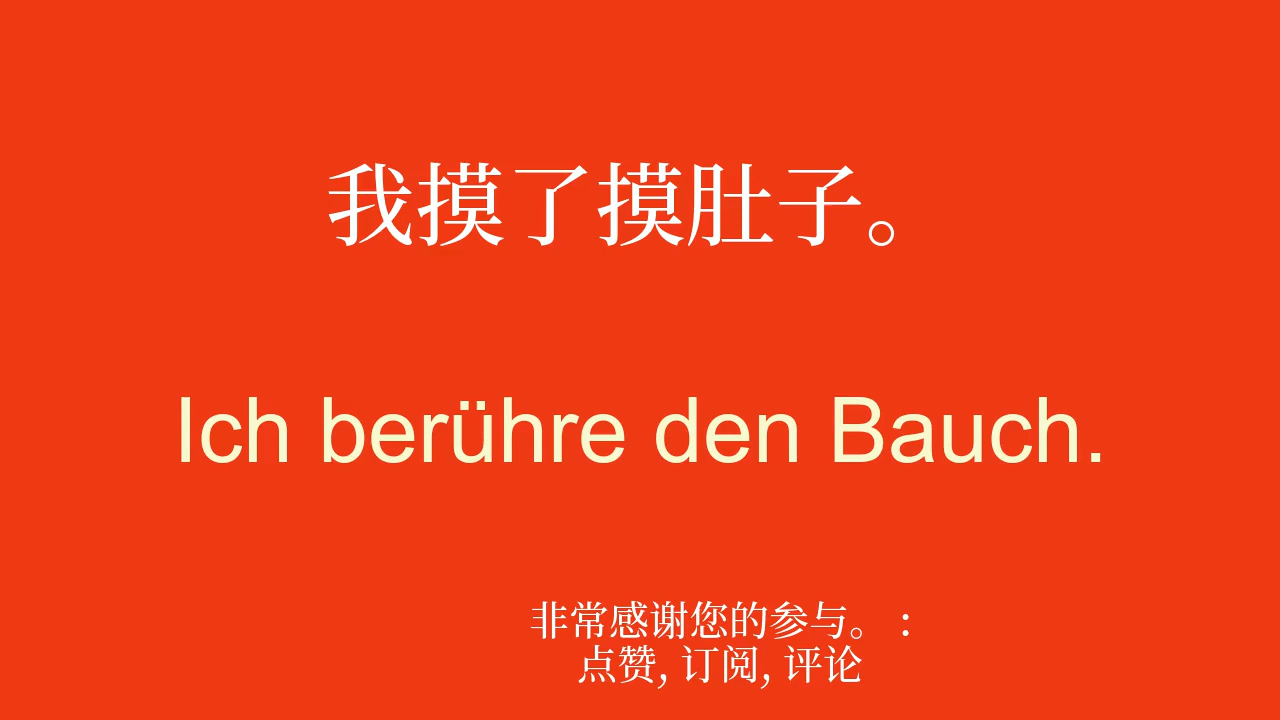 我摸了摸肚子。
Ich berühre den Bauch.
非常感谢您的参与。 :
点赞, 订阅, 评论